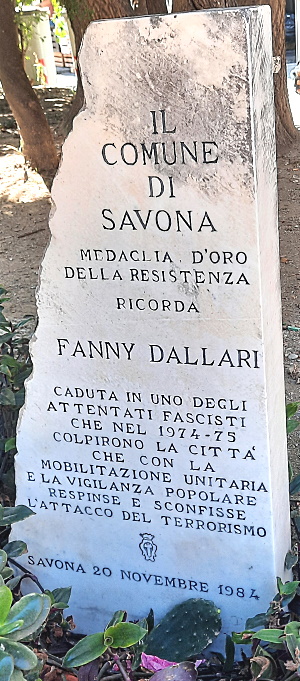 IL
COMUNE
DI
SAVONA
MEDAGLIA D'ORO
DELLA RESISTENZA
RICORDA
FANNY DALLARI
CADUTA IN UNO DEGLI
ATTENTATI FASCISTI
CHE NEL 1974-75
COLPIRONO LA CITTA'
CHE CON LA
MOBILITAZIONE UNITARIA
E LA VIGILANZA POPOLARE
RESPINSE E SCONFISSE
L'ATTACCO DEL TERRORISMO
SAVONA 20 NOVEMBRE 1984